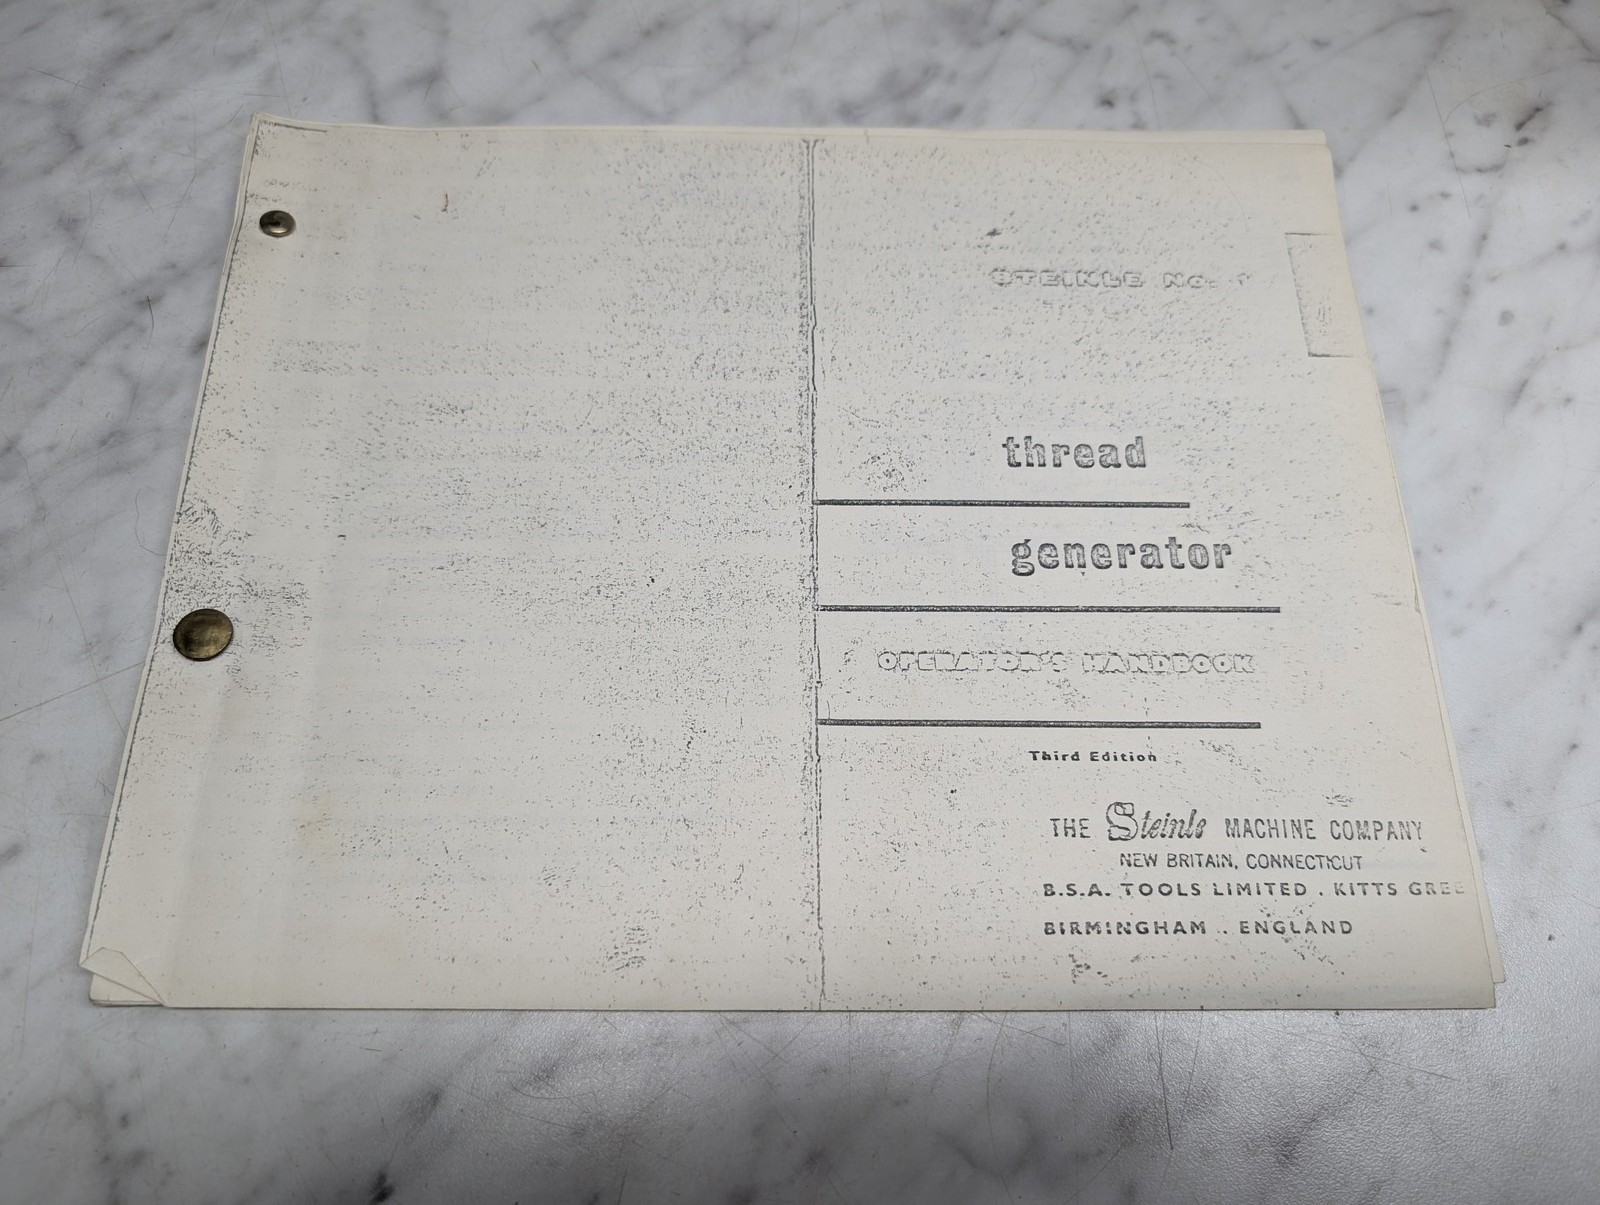 STEINLE NO. 1
thread
generator
OPERATOR'S HANDBOOK
Third Edition
THE Steinle MACHINE COMPANY
NEW BRITAIN, CONNECTICUT
B.S.A. TOOLS LIMITED . KITTS GREE
BIRMINGHAM .. ENGLAND